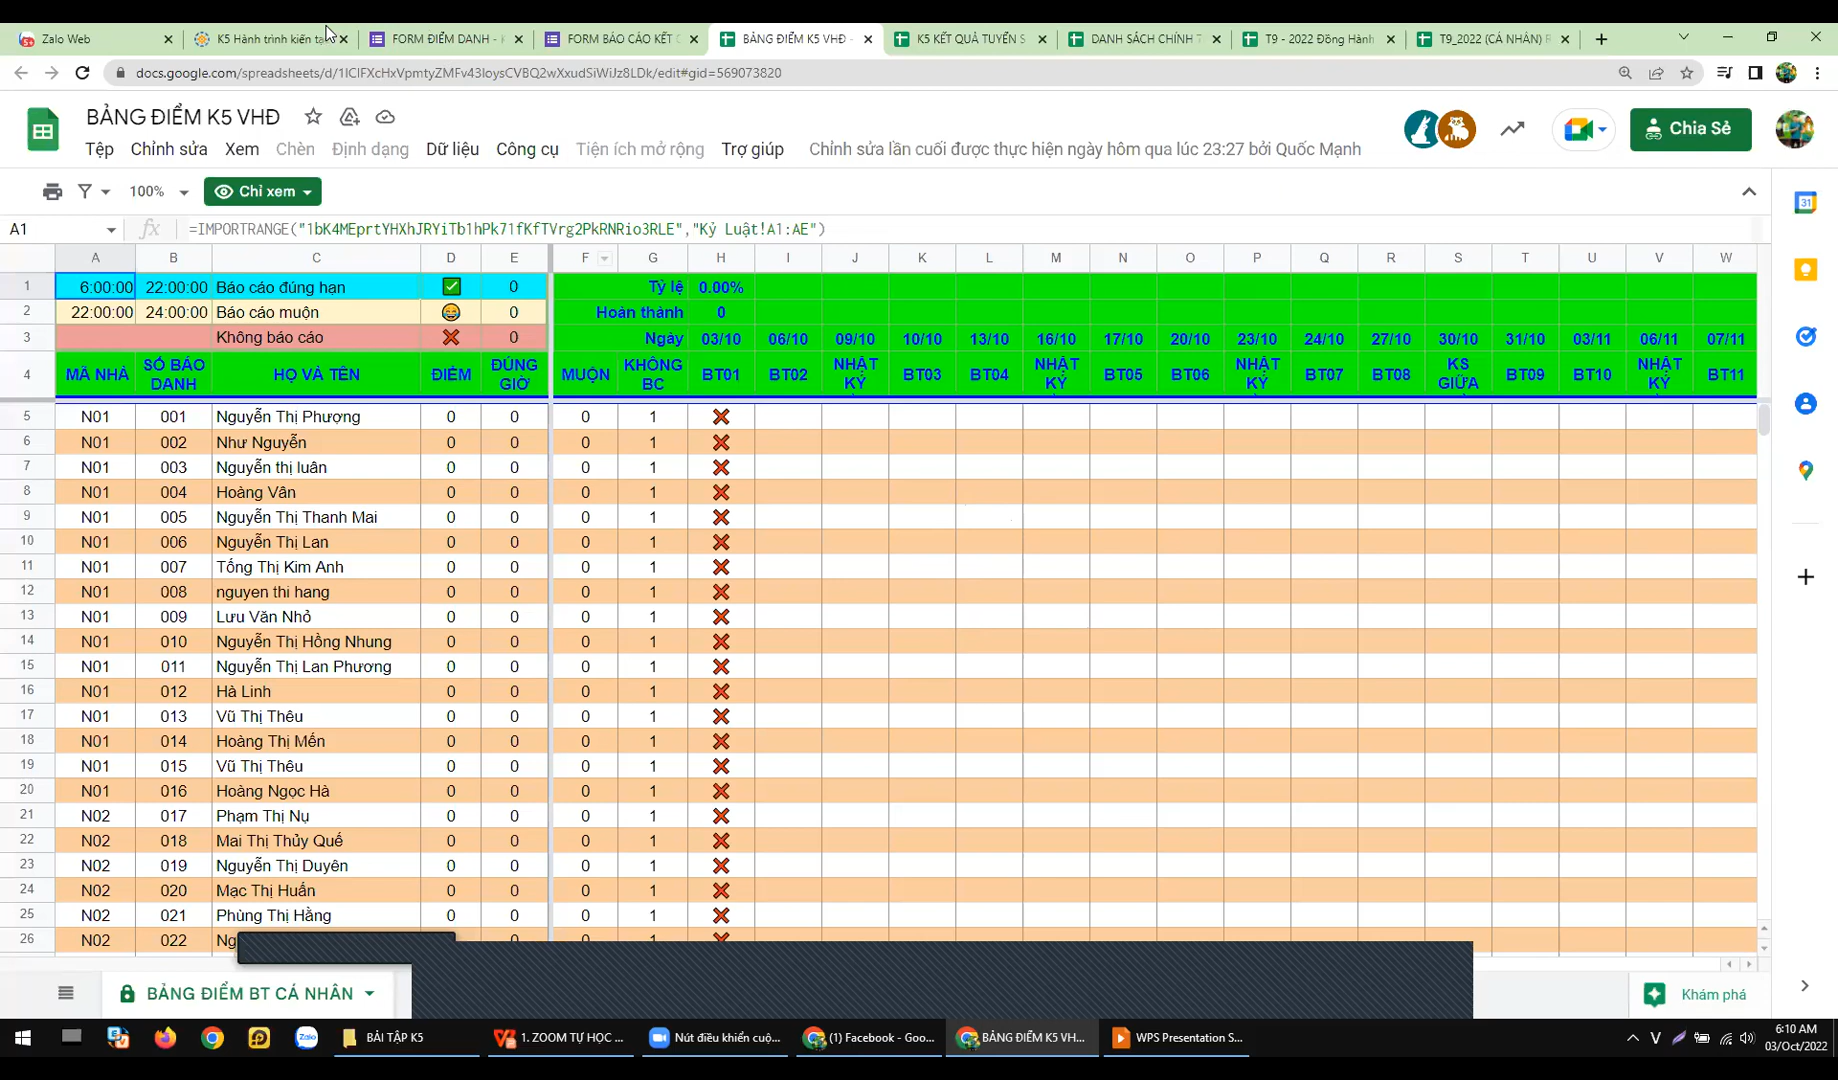 Zalo Web
K5 Hành trình kiến tạ
FORM ĐIỂM DANH -
FORM BÁO CÁO KẾT
BẢNG ĐIỂM K5 VHĐ -
K5 KẾT QUẢ TUYỂN S
DANH SÁCH CHÍNH T
T9 - 2022 Đồng Hành
T9_2022 (CÁ NHÂN)
BẢNG ĐIỂM K5 VHĐ
Tệp Chỉnh sửa Xem Chèn Định dạng Dữ liệu Công cụ Tiện ích mở rộng Trợ giúp Chỉnh sửa lần cuối được thực hiện ngày hôm qua lúc 23:27 bởi Quốc Mạnh
Chia Sẻ
100% Chỉ xem
A1 =IMPORTRANGE("1bK4MEprtYHXhJRYiTb1hPk71fKfTVrg2PkRNRio3RLE","Kỷ Luật!A1:AE")
A B C D E F G H I J K L M N O P Q R S T U V W
1 6:00:00 22:00:00 Báo cáo đúng hạn ✅ 0 Tỷ lệ 0.00%
2 22:00:00 24:00:00 Báo cáo muộn 😂 0 Hoàn thành 0
3 Không báo cáo ❌ 0 Ngày 03/10 06/10 09/10 10/10 13/10 16/10 17/10 20/10 23/10 24/10 27/10 30/10 31/10 03/11 06/11 07/11
4 MÃ NHÀ SỐ BÁO DANH HỌ VÀ TÊN ĐIỂM ĐÚNG GIỜ MUỘN KHÔNG BC BT01 BT02 NHẬT KÝ BT03 BT04 NHẬT KÝ BT05 BT06 NHẬT KÝ BT07 BT08 KS GIỮA BT09 BT10 NHẬT KÝ BT11
5 N01 001 Nguyễn Thị Phượng 0 0 0 1 ❌
6 N01 002 Như Nguyễn 0 0 0 1 ❌
7 N01 003 Nguyễn thị luân 0 0 0 1 ❌
8 N01 004 Hoàng Vân 0 0 0 1 ❌
9 N01 005 Nguyễn Thị Thanh Mai 0 0 0 1 ❌
10 N01 006 Nguyễn Thị Lan 0 0 0 1 ❌
11 N01 007 Tống Thị Kim Anh 0 0 0 1 ❌
12 N01 008 nguyen thi hang 0 0 0 1 ❌
13 N01 009 Lưu Văn Nhỏ 0 0 0 1 ❌
14 N01 010 Nguyễn Thị Hồng Nhung 0 0 0 1 ❌
15 N01 011 Nguyễn Thị Lan Phương 0 0 0 1 ❌
16 N01 012 Hà Linh 0 0 0 1 ❌
17 N01 013 Vũ Thị Thêu 0 0 0 1 ❌
18 N01 014 Hoàng Thị Mến 0 0 0 1 ❌
19 N01 015 Vũ Thị Thêu 0 0 0 1 ❌
20 N01 016 Hoàng Ngọc Hà 0 0 0 1 ❌
21 N02 017 Phạm Thị Nụ 0 0 0 1 ❌
22 N02 018 Mai Thị Thủy Quế 0 0 0 1 ❌
23 N02 019 Nguyễn Thị Duyên 0 0 0 1 ❌
24 N02 020 Mạc Thị Huấn 0 0 0 1 ❌
25 N02 021 Phùng Thị Hằng 0 0 0 1 ❌
26 N02 022 Ng 0 0 1 ❌
BẢNG ĐIỂM BT CÁ NHÂN
Khám phá
BÀI TẬP K5
1. ZOOM TỰ HỌC ...
Nút điều khiển cuộ...
(1) Facebook - Goo...
BẢNG ĐIỂM K5 VH...
WPS Presentation S...
6:10 AM
03/Oct/2022